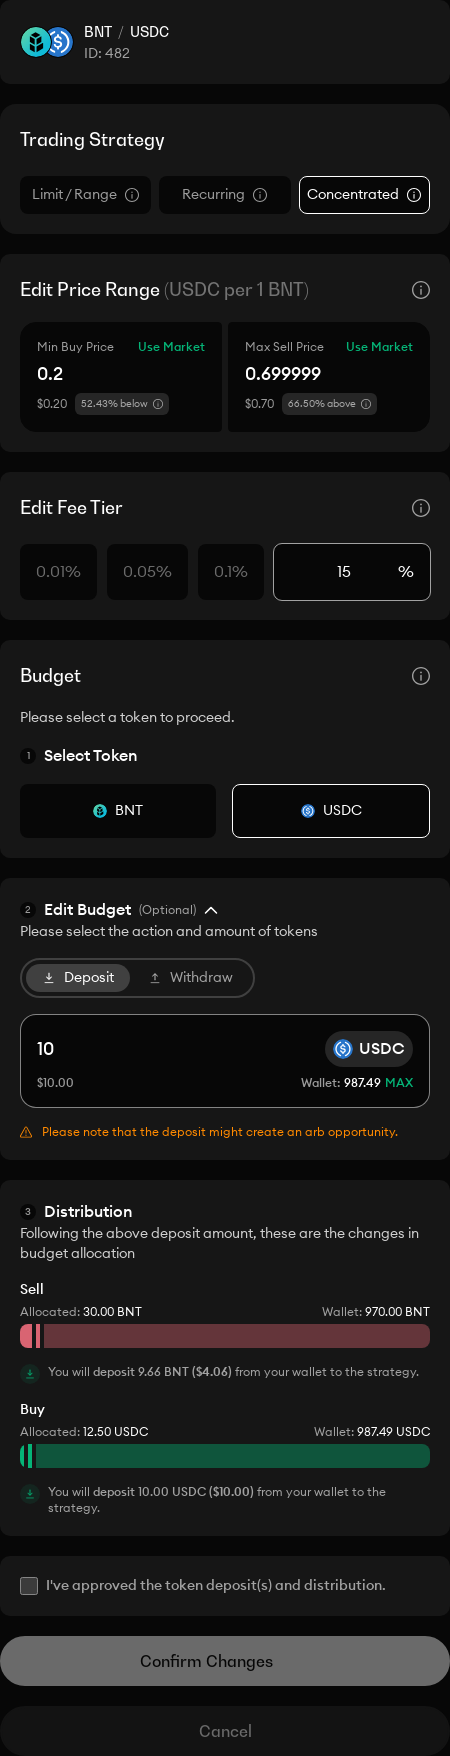 BNT / USDC
ID: 482
Trading Strategy
Limit / Range Recurring Concentrated
Edit Price Range (USDC per 1 BNT)
Min Buy Price Use Market Max Sell Price Use Market
0.2 0.699999
$0.20 52.43% below $0.70 66.50% above
Edit Fee Tier
0.01% 0.05% 0.1% 15 %
Budget
Please select a token to proceed.
1 Select Token
BNT USDC
2 Edit Budget (Optional)
Please select the action and amount of tokens
Deposit Withdraw
10 USDC
$10.00 Wallet: 987.49 MAX
Please note that the deposit might create an arb opportunity.
3 Distribution
Following the above deposit amount, these are the changes in
budget allocation
Sell
Allocated: 30.00 BNT Wallet: 970.00 BNT
You will deposit 9.66 BNT ($4.06) from your wallet to the strategy.
Buy
Allocated: 12.50 USDC Wallet: 987.49 USDC
You will deposit 10.00 USDC ($10.00) from your wallet to the
strategy.
I've approved the token deposit(s) and distribution.
Confirm Changes
Cancel